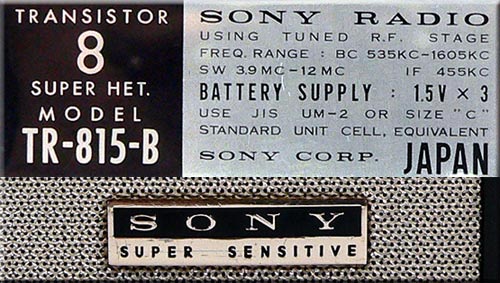 TRANSISTOR
8
SUPER HET.
MODEL
TR-815-B
SONY RADIO
USING TUNED R.F. STAGE
FREQ. RANGE : BC 535KC-1605KC
SW 3.9MC-12MC IF 455KC
BATTERY SUPPLY : 1.5V × 3
USE JIS UM-2 OR SIZE "C"
STANDARD UNIT CELL, EQUIVALENT
SONY CORP. JAPAN
SONY
SUPER SENSITIVE